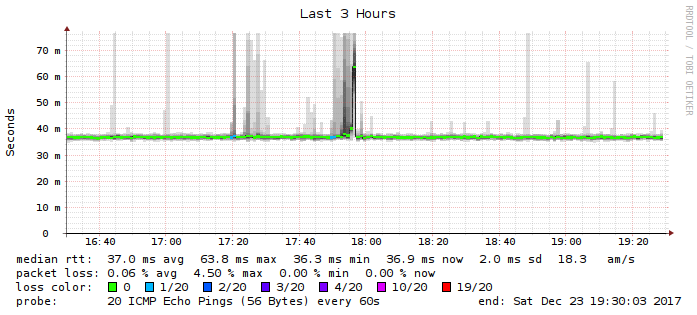 Last 3 Hours
RRDTOOL / TOBI OETIKER
Seconds
70 m
60 m
50 m
40 m
30 m
20 m
10 m
0
16:40 17:00 17:20 17:40 18:00 18:20 18:40 19:00 19:20
median rtt: 37.0 ms avg 63.8 ms max 36.3 ms min 36.9 ms now 2.0 ms sd 18.3 am/s
packet loss: 0.06 % avg 4.50 % max 0.00 % min 0.00 % now
loss color: 0 1/20 2/20 3/20 4/20 10/20 19/20
probe: 20 ICMP Echo Pings (56 Bytes) every 60s end: Sat Dec 23 19:30:03 2017